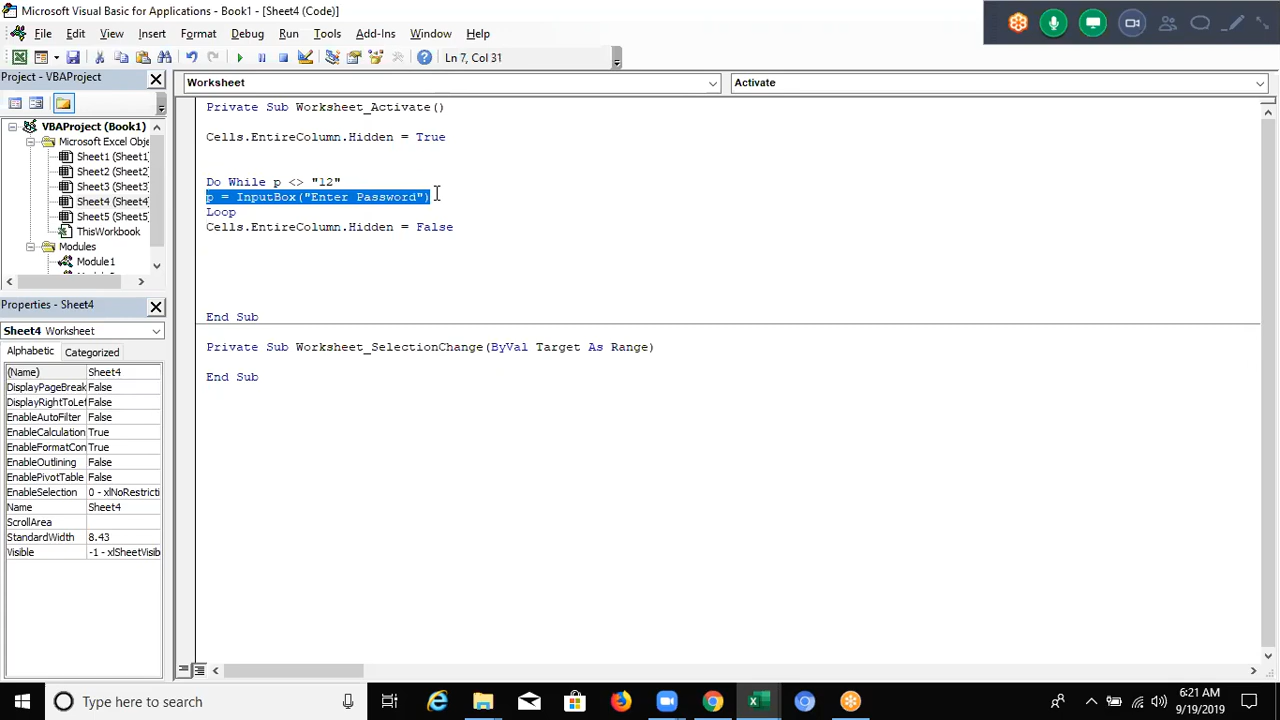 Microsoft Visual Basic for Applications - Book1 - [Sheet4 (Code)]
File Edit View Insert Format Debug Run Tools Add-Ins Window Help
Ln 7, Col 31
Project - VBAProject
Worksheet
Activate
VBAProject (Book1)
Microsoft Excel Obje
Sheet1 (Sheet1)
Sheet2 (Sheet2)
Sheet3 (Sheet3)
Sheet4 (Sheet4)
Sheet5 (Sheet5)
ThisWorkbook
Modules
Module1
Private Sub Worksheet_Activate()
Cells.EntireColumn.Hidden = True
Do While p <> "12"
p = InputBox("Enter Password")
Loop
Cells.EntireColumn.Hidden = False
End Sub
Private Sub Worksheet_SelectionChange(ByVal Target As Range)
End Sub
Properties - Sheet4
Sheet4 Worksheet
Alphabetic Categorized
(Name) Sheet4
DisplayPageBreak False
DisplayRightToLef False
EnableAutoFilter False
EnableCalculation True
EnableFormatCon True
EnableOutlining False
EnablePivotTable False
EnableSelection 0 - xlNoRestricti
Name Sheet4
ScrollArea
StandardWidth 8.43
Visible -1 - xlSheetVisib
Type here to search
6:21 AM
9/19/2019